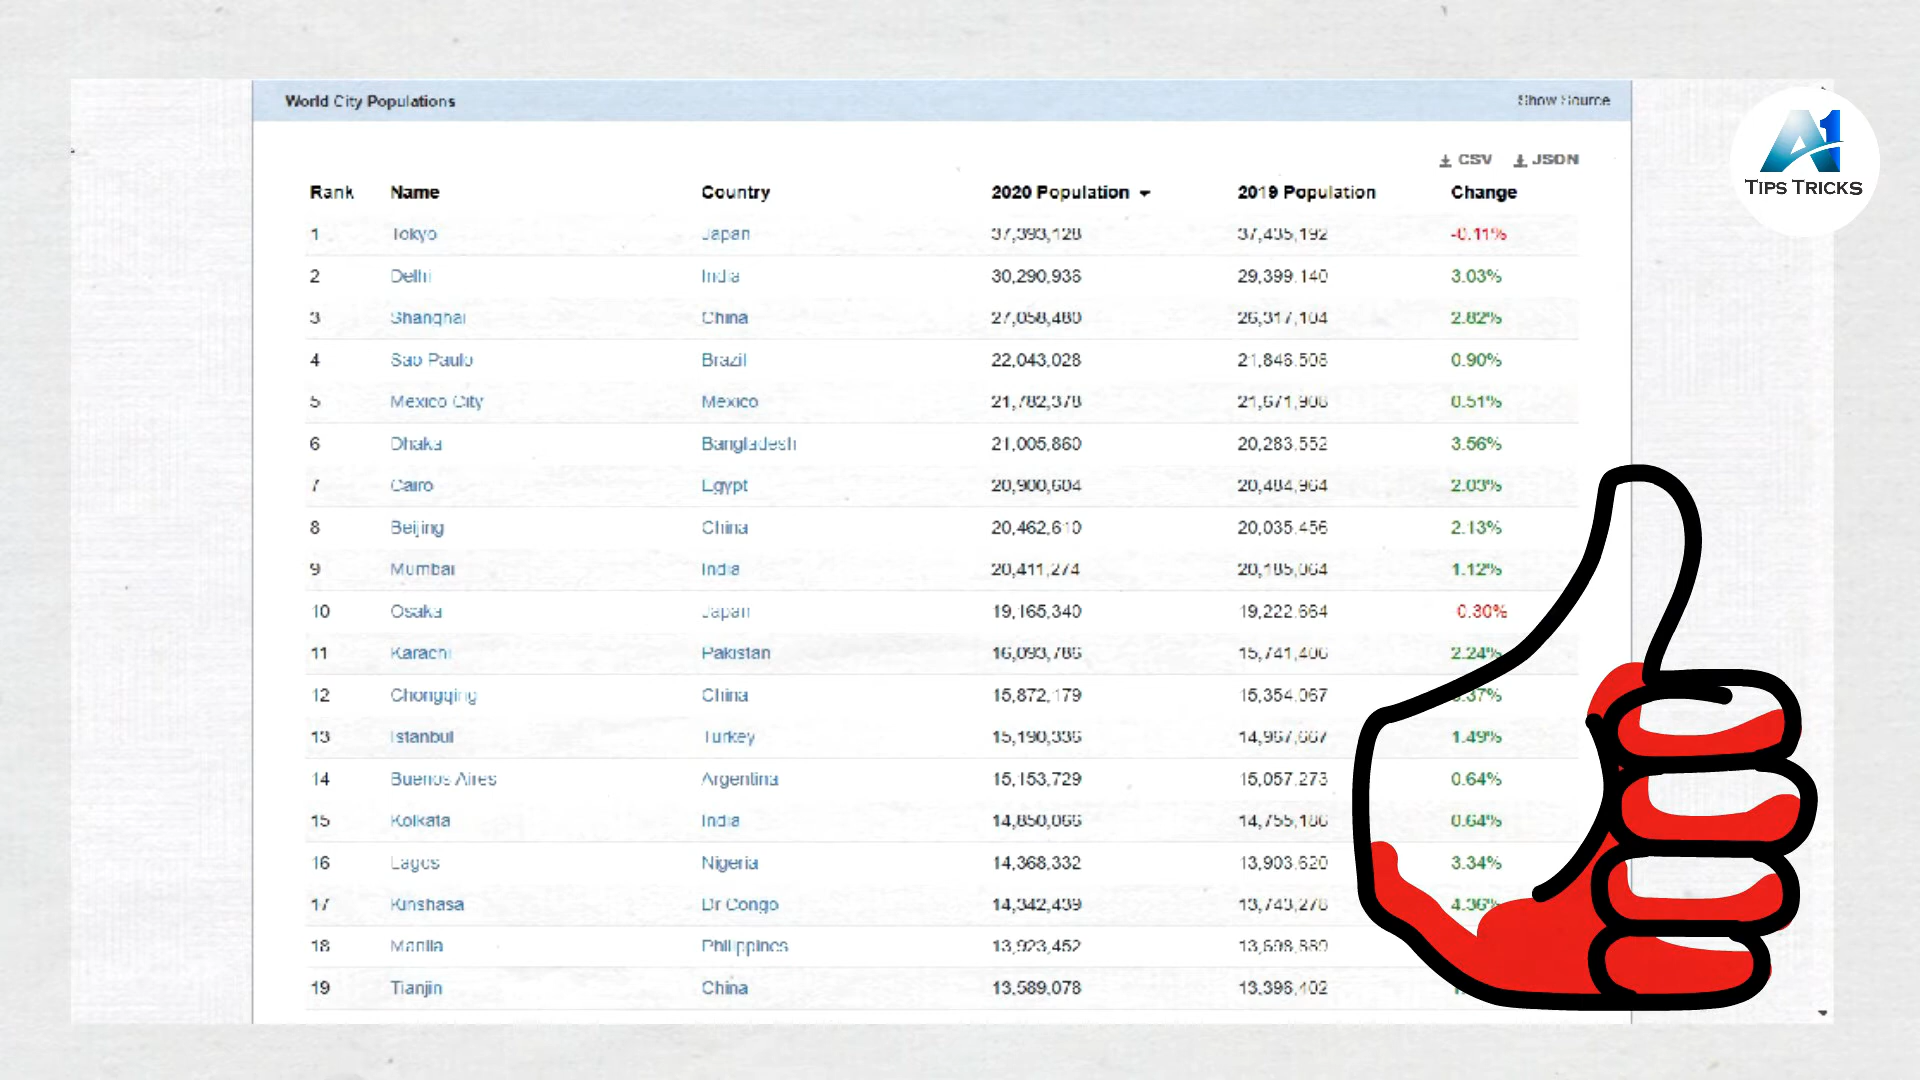 World City Populations Show Source
CSV JSON
A1
TIPS TRICKS
Rank Name Country 2020 Population 2019 Population Change
1 Tokyo Japan 37,393,128 37,435,192 -0.11%
2 Delhi India 30,290,936 29,399,140 3.03%
3 Shanghai China 27,058,480 26,317,104 2.82%
4 Sao Paulo Brazil 22,043,028 21,846,508 0.90%
5 Mexico City Mexico 21,782,378 21,671,908 0.51%
6 Dhaka Bangladesh 21,005,860 20,283,552 3.56%
7 Cairo Egypt 20,900,604 20,484,964 2.03%
8 Beijing China 20,462,610 20,035,456 2.13%
9 Mumbai India 20,411,274 20,185,064 1.12%
10 Osaka Japan 19,165,340 19,222,664 -0.30%
11 Karachi Pakistan 16,093,786 15,741,406 2.24%
12 Chongqing China 15,872,179 15,354,067
13 Istanbul Turkey 15,190,336 14,967,667 1.49%
14 Buenos Aires Argentina 15,153,729 15,057,273 0.64%
15 Kolkata India 14,850,066 14,755,186 0.64%
16 Lagos Nigeria 14,368,332 13,903,620 3.34%
17 Kinshasa Dr Congo 14,342,439 13,743,278 4.36%
18 Manila Philippines 13,923,452 13,698,889
19 Tianjin China 13,589,078 13,396,402